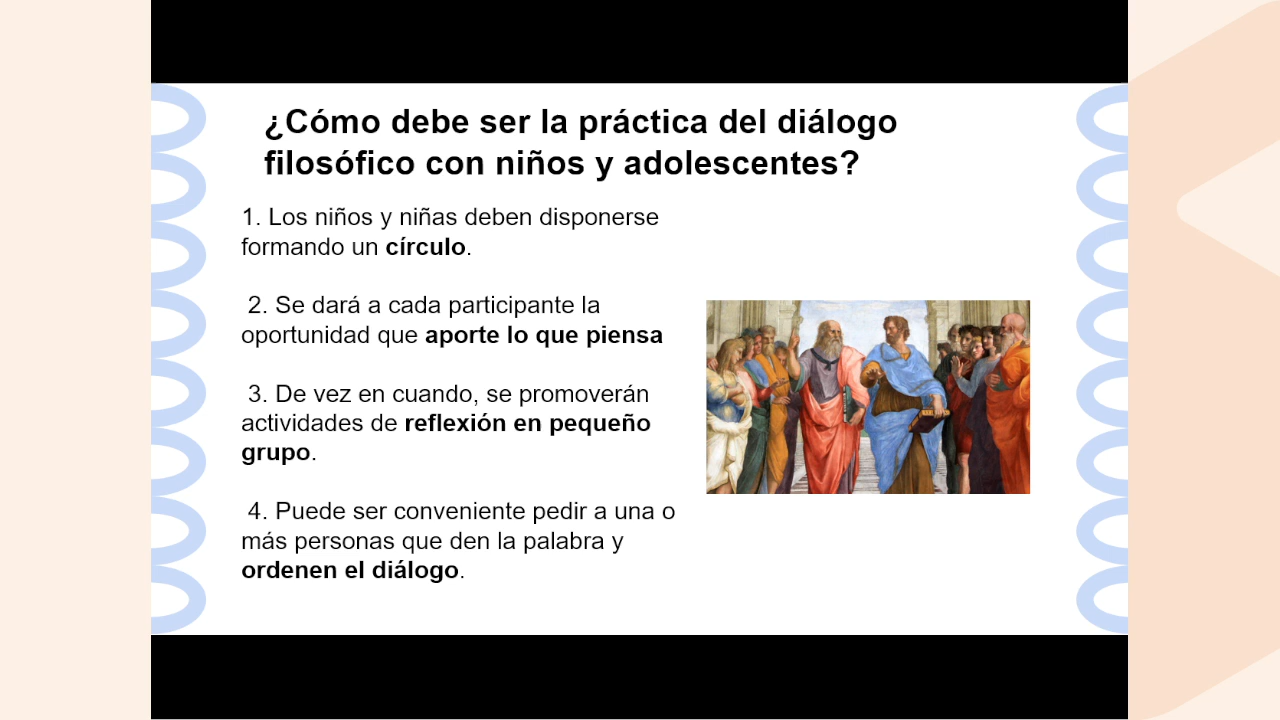 ¿Cómo debe ser la práctica del diálogo
filosófico con niños y adolescentes?
1. Los niños y niñas deben disponerse
formando un círculo.
2. Se dará a cada participante la
oportunidad que aporte lo que piensa
3. De vez en cuando, se promoverán
actividades de reflexión en pequeño
grupo.
4. Puede ser conveniente pedir a una o
más personas que den la palabra y
ordenen el diálogo.